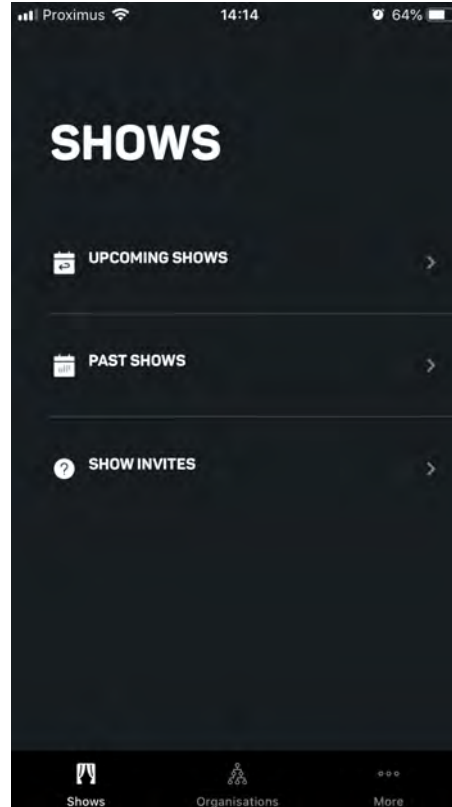 Proximus 14:14 64%
SHOWS
UPCOMING SHOWS
PAST SHOWS
? SHOW INVITES
Shows Organisations More